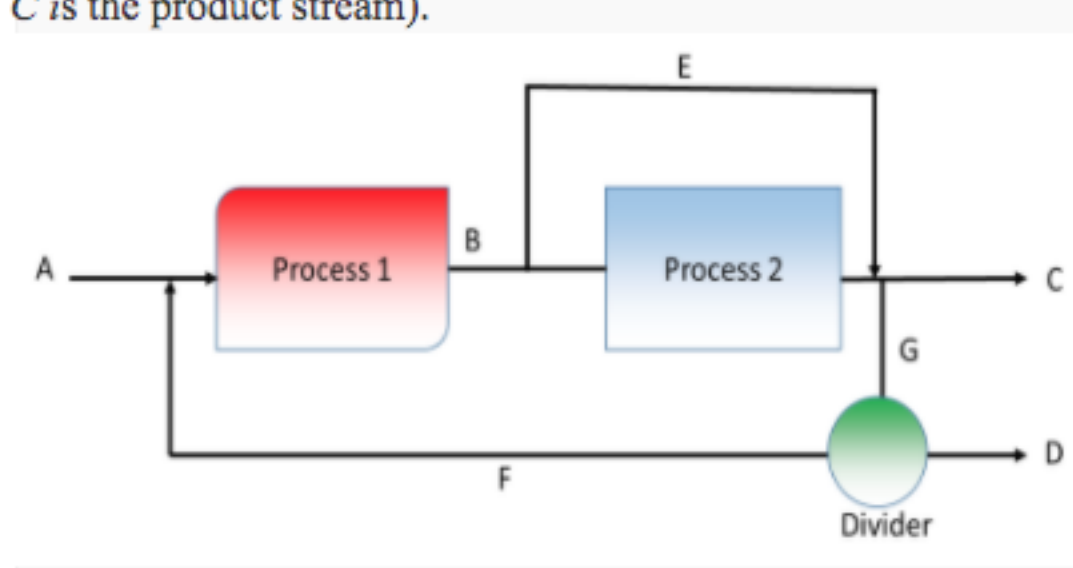 C is the product stream).
E
B
Process 1
Process 2
A
C
G
D
F
Divider